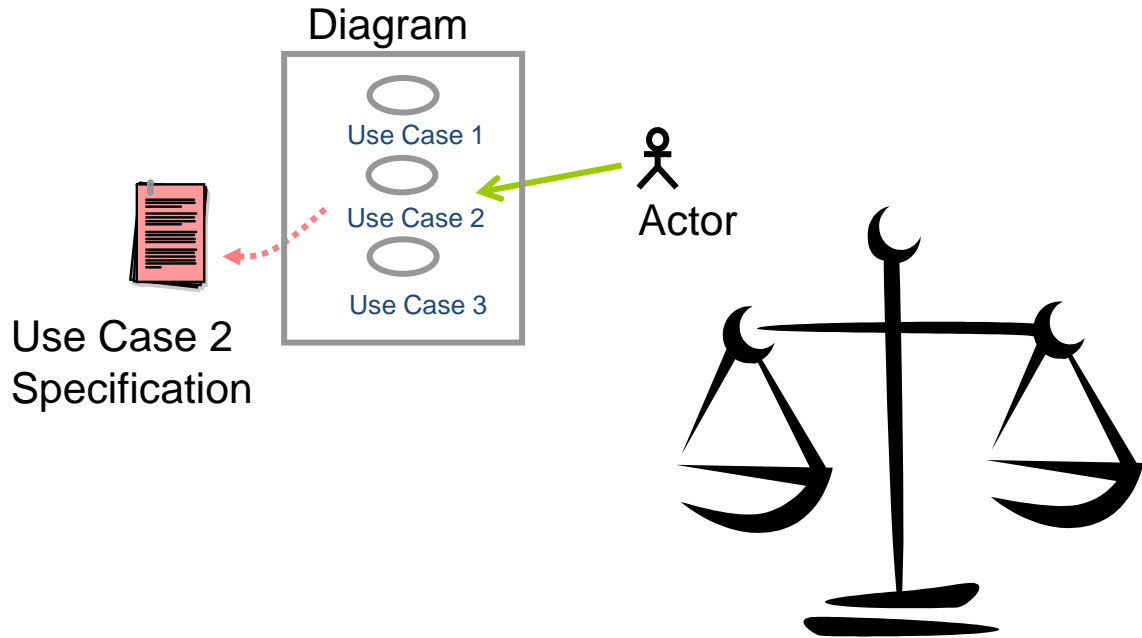 Diagram
Use Case 1
Use Case 2
Use Case 3
Actor
Use Case 2
Specification